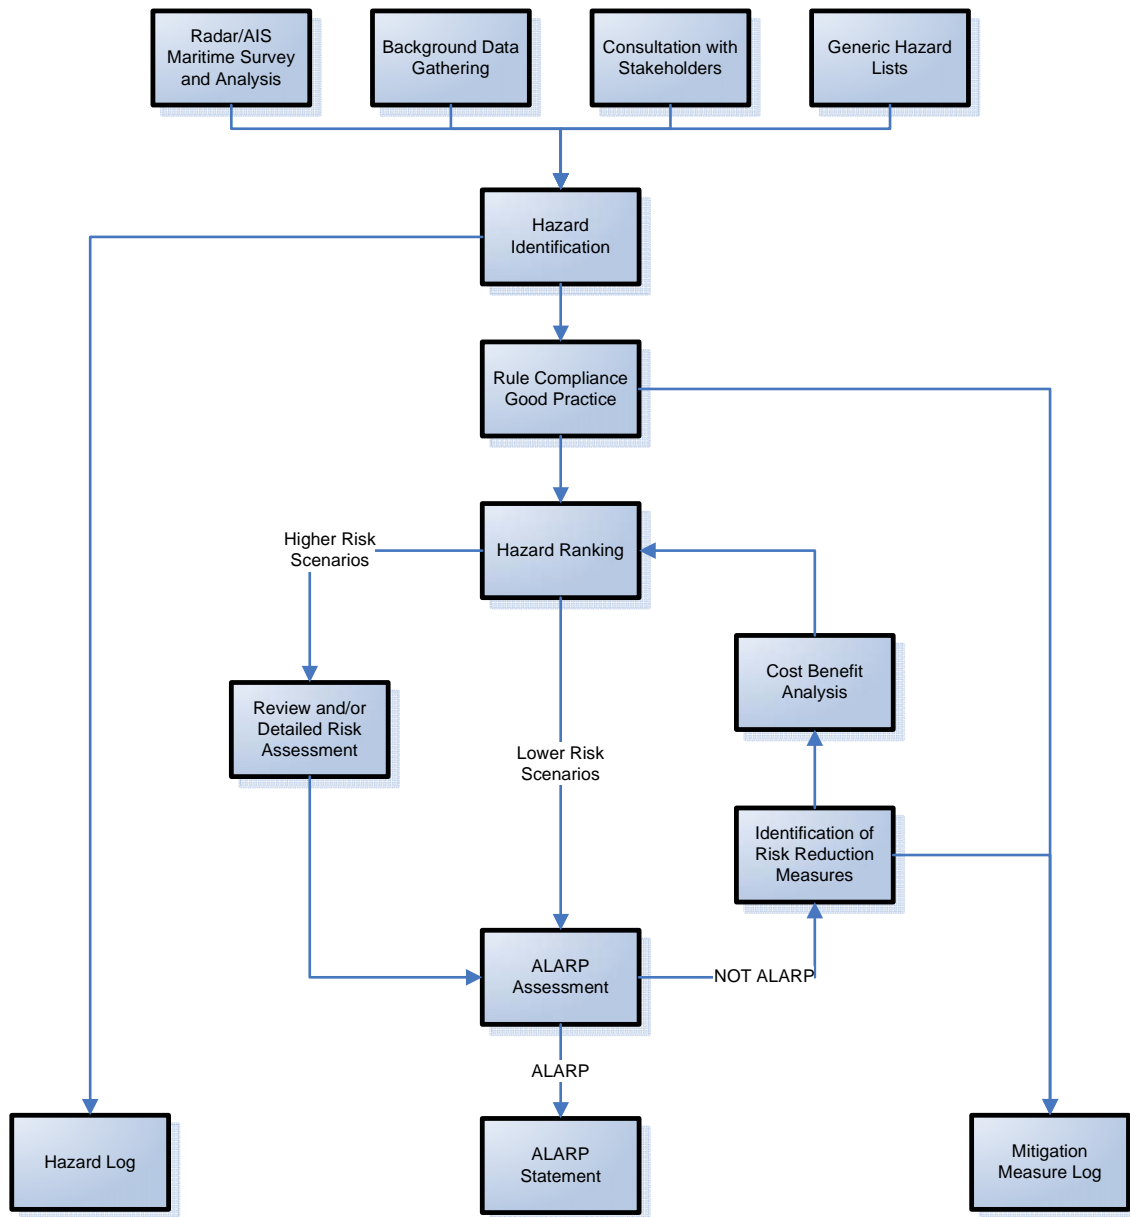 Radar/AIS
Maritime Survey
and Analysis
Background Data
Gathering
Consultation with
Stakeholders
Generic Hazard
Lists
Hazard
Identification
Rule Compliance
Good Practice
Higher Risk
Scenarios
Hazard Ranking
Cost Benefit
Analysis
Review and/or
Detailed Risk
Assessment
Lower Risk
Scenarios
Identification of
Risk Reduction
Measures
ALARP
Assessment
NOT ALARP
ALARP
Hazard Log
ALARP
Statement
Mitigation
Measure Log